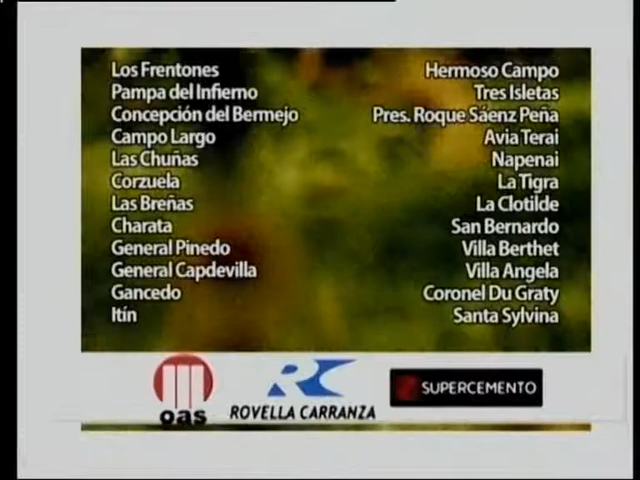 Los Frentones
Pampa del Infierno
Concepción del Bermejo
Campo Largo
Las Chuñas
Corzuela
Las Breñas
Charata
General Pinedo
General Capdevilla
Gancedo
Itín
Hermoso Campo
Tres Isletas
Pres. Roque Sáenz Peña
Avia Terai
Napenai
La Tigra
La Clotilde
San Bernardo
Villa Berthet
Villa Angela
Coronel Du Graty
Santa Sylvina
oas
RC
ROVELLA CARRANZA
SUPERCEMENTO